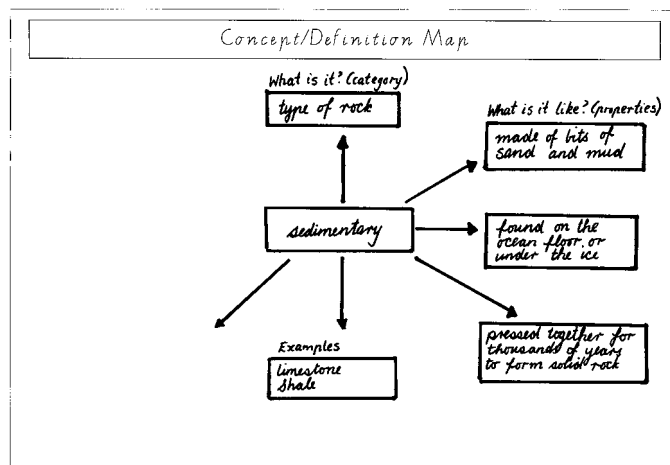 Concept/Definition Map
What is it? (category)
type of rock
What is it like? (properties)
made of bits of
sand and mud
sedimentary
found on the
ocean floor, or
under the ice
Examples
limestone
shale
pressed together for
thousands of years
to form solid rock